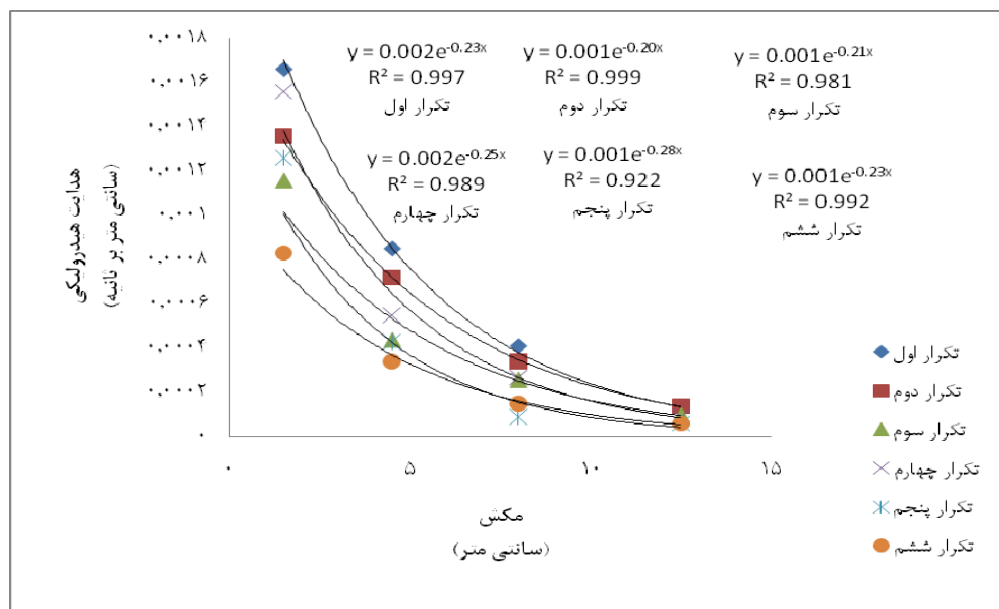 ۰,۰۰۱۸
۰,۰۰۱۶
۰,۰۰۱۴
۰,۰۰۱۲
۰,۰۰۱
۰,۰۰۰۸
۰,۰۰۰۶
۰,۰۰۰۴
۰,۰۰۰۲
۰
هدایت هیدرولیکی
(سانتی متر بر ثانیه)
y = 0.002e^-0.23x
R² = 0.997
تکرار اول
y = 0.001e^-0.20x
R² = 0.999
تکرار دوم
y = 0.001e^-0.21x
R² = 0.981
تکرار سوم
y = 0.002e^-0.25x
R² = 0.989
تکرار چهارم
y = 0.001e^-0.28x
R² = 0.922
تکرار پنجم
y = 0.001e^-0.23x
R² = 0.992
تکرار ششم
۰
۵
۱۰
۱۵
مکش
(سانتی متر)
تکرار اول
تکرار دوم
تکرار سوم
تکرار چهارم
تکرار پنجم
تکرار ششم